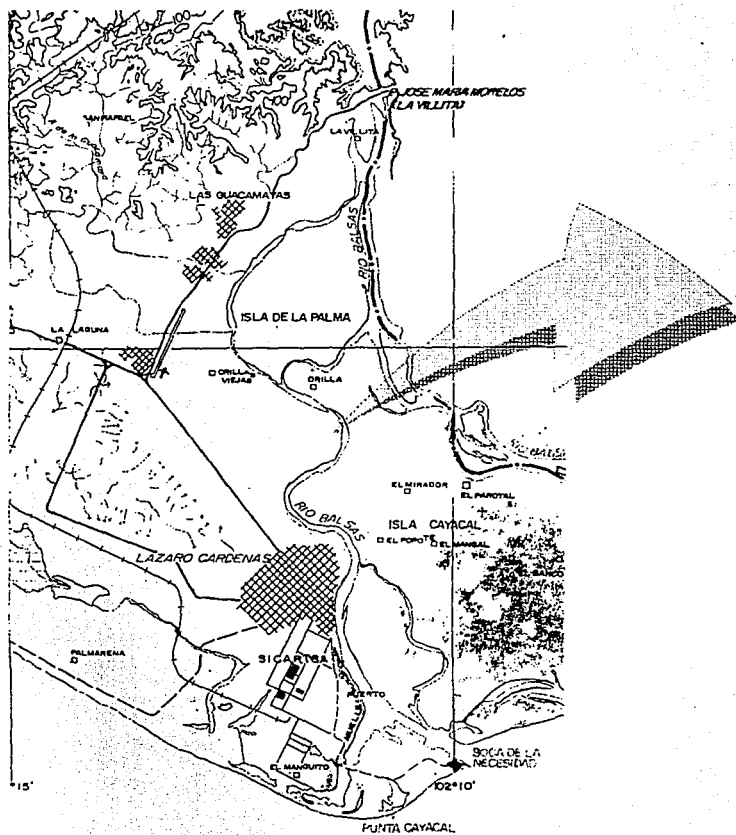 P. JOSE MARIA MORELOS
(LA VILLITA)
SAN RAFAEL
LA VILLITA
LAS GUACAMAYAS
RIO BALSAS
ISLA DE LA PALMA
LA LAGUNA
ORILLA
VIEJAS
ORILLA
BALSAS
EL MIRADOR
EL PAROTAL
RIO BALSAS
ISLA CAYACAL
EL POPOTE
EL MANGAL
LAZARO CARDENAS
PALMARENA
SICARTSA
PUERTO
EL MANGUITO
BOCA DE LA
NECESIDAD
15'
102°10'
PUNTA CAYACAL